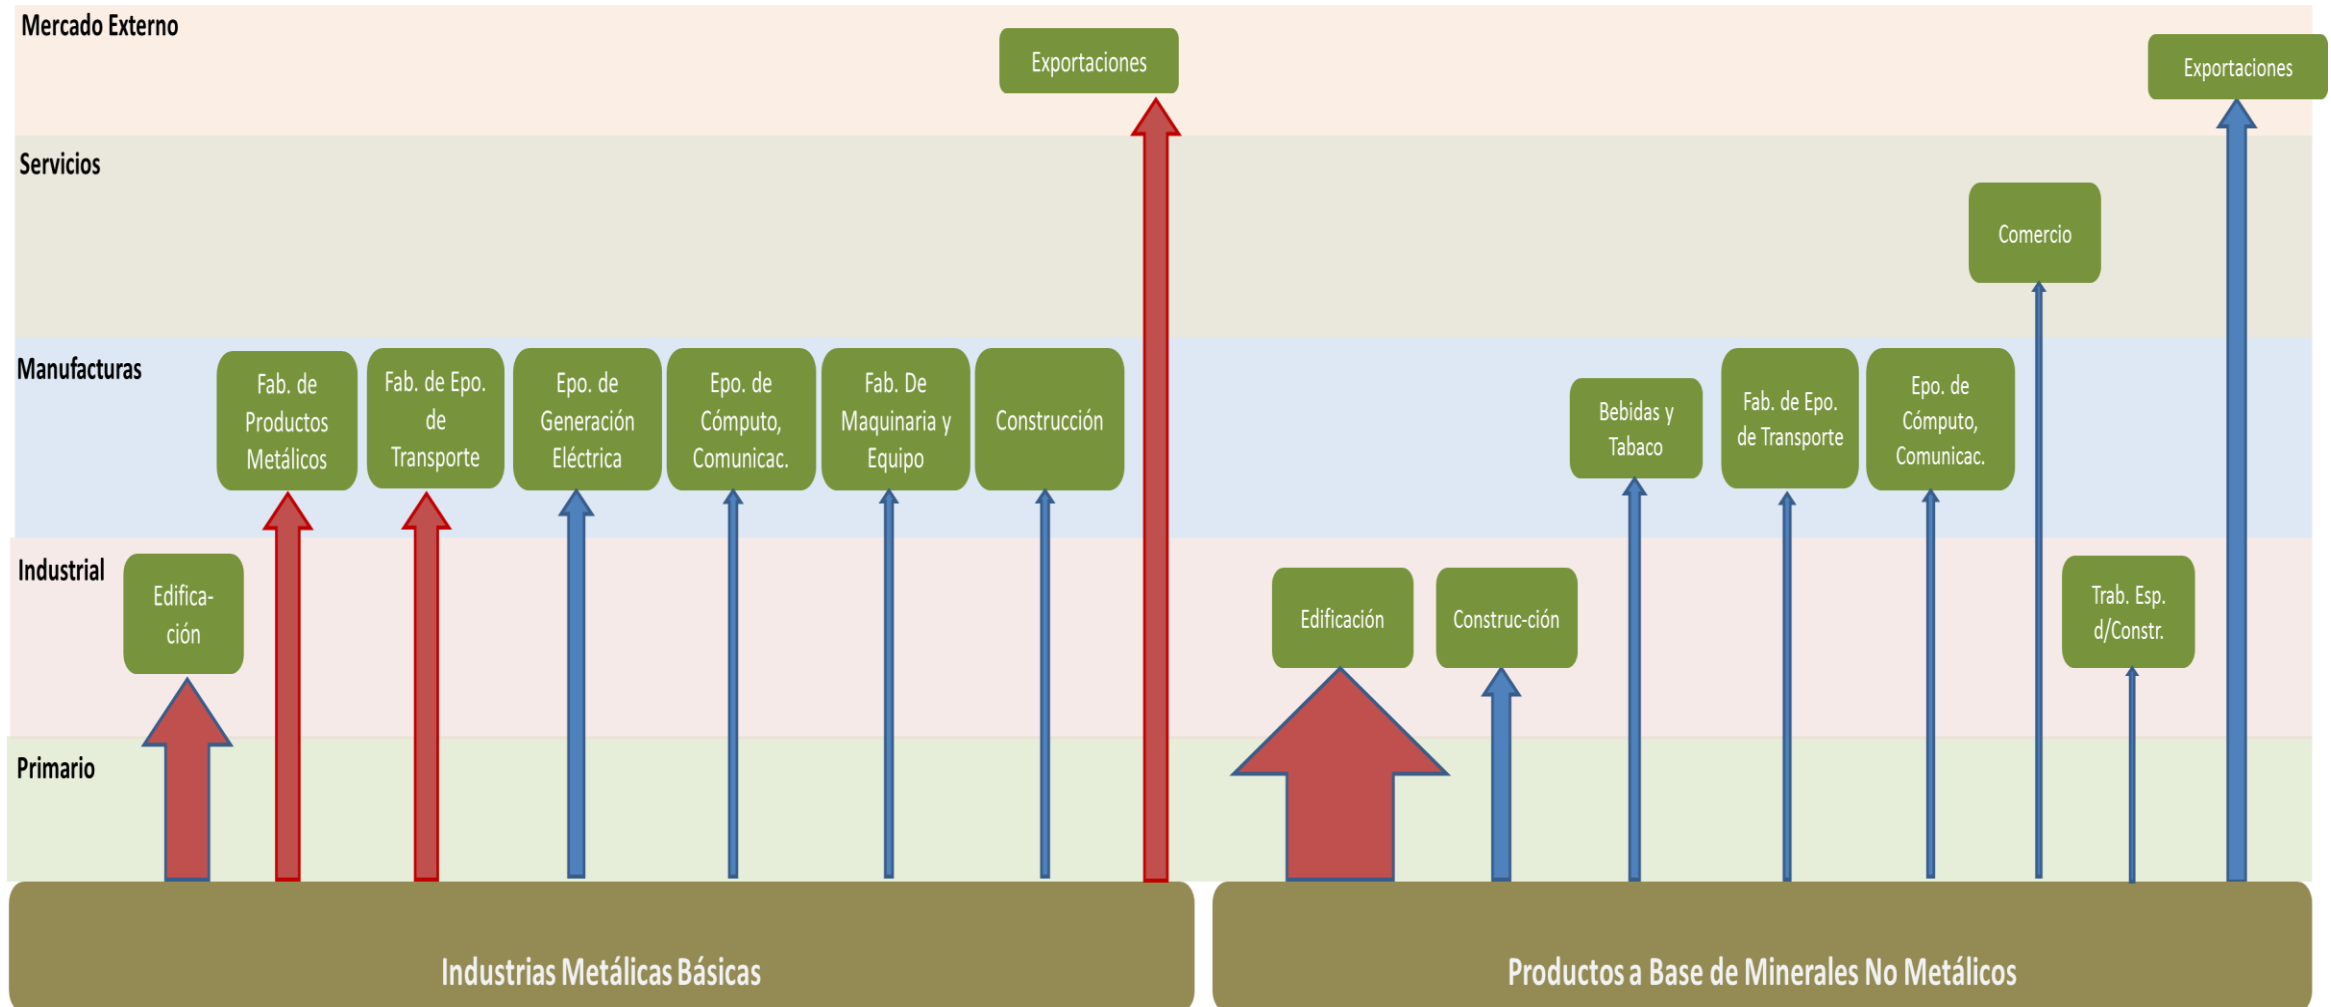 Mercado Externo
Exportaciones
Exportaciones
Servicios
Comercio
Manufacturas
Fab. de
Productos
Metálicos
Fab. de Epo.
de
Transporte
Epo. de
Generación
Eléctrica
Epo. de
Cómputo,
Comunicac.
Fab. De
Maquinaria y
Equipo
Construcción
Bebidas y
Tabaco
Fab. de Epo.
de Transporte
Epo. de
Cómputo,
Comunicac.
Industrial
Edifica-
ción
Edificación
Construc-ción
Trab. Esp.
d/Constr.
Primario
Industrias Metálicas Básicas
Productos a Base de Minerales No Metálicos